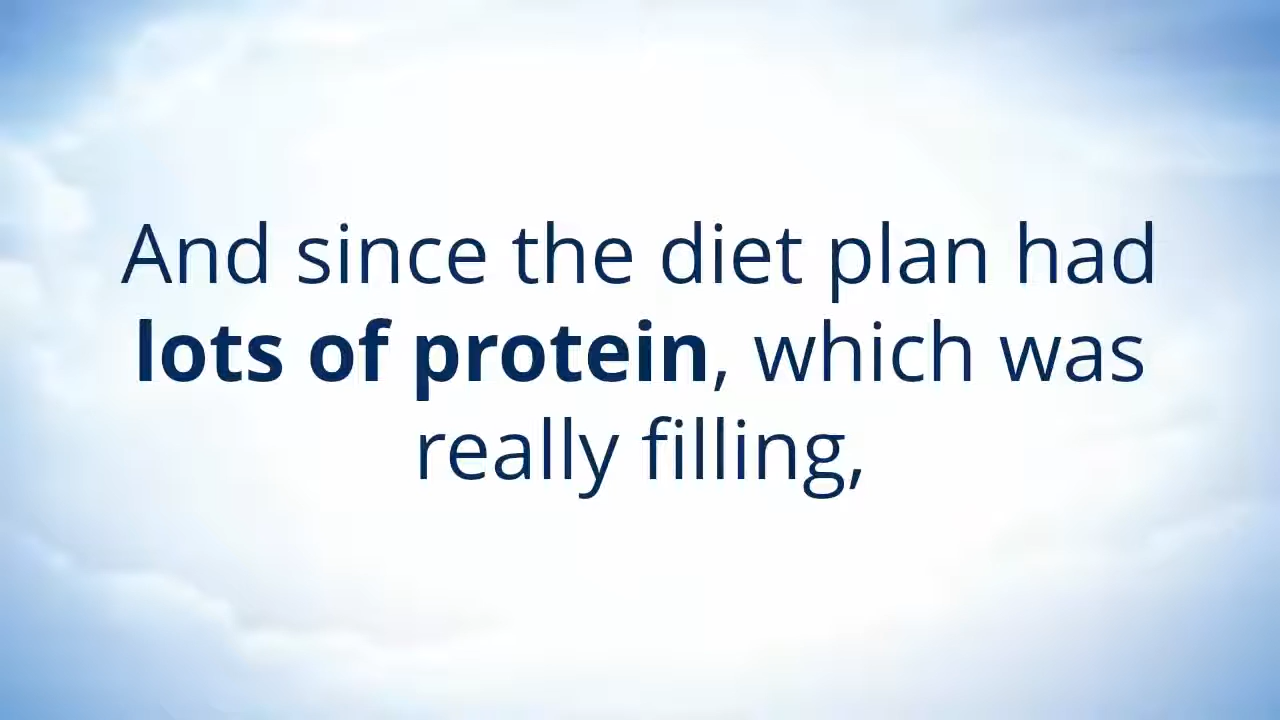 And since the diet plan had
lots of protein, which was
really filling,